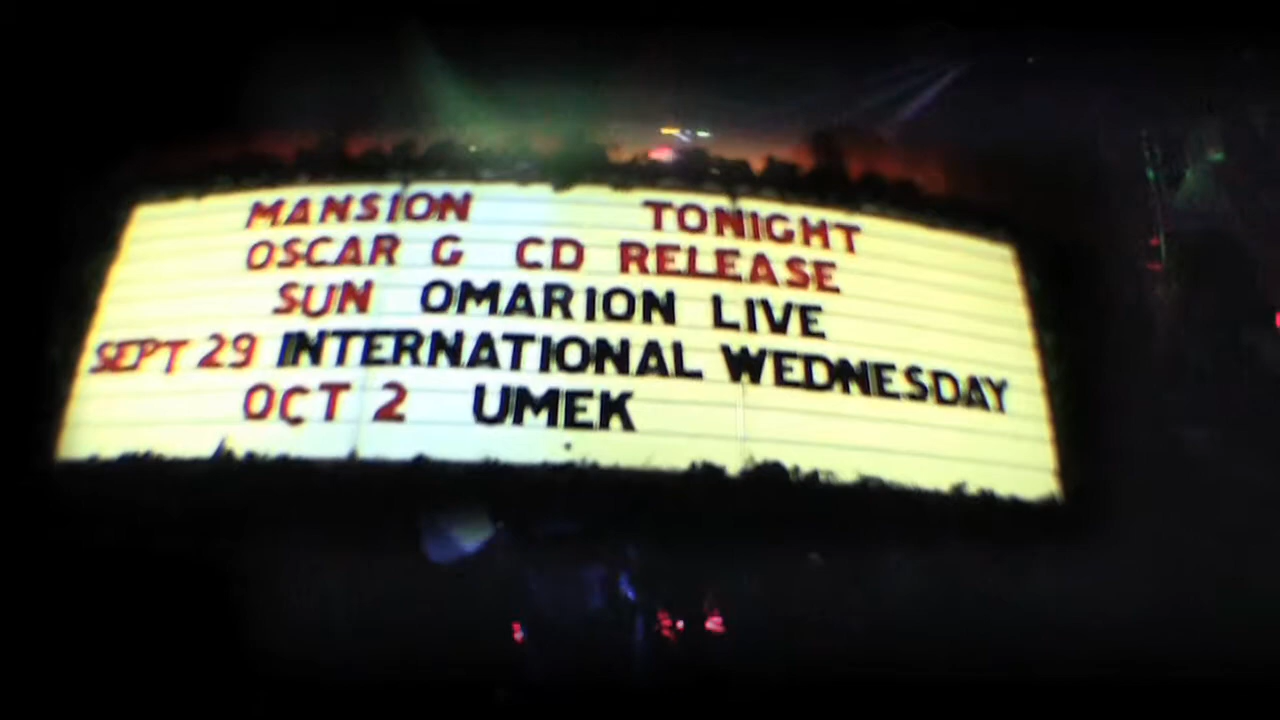 MANSION TONIGHT
OSCAR G CD RELEASE
SUN OMARION LIVE
SEPT 29 INTERNATIONAL WEDNESDAY
OCT 2 UMEK